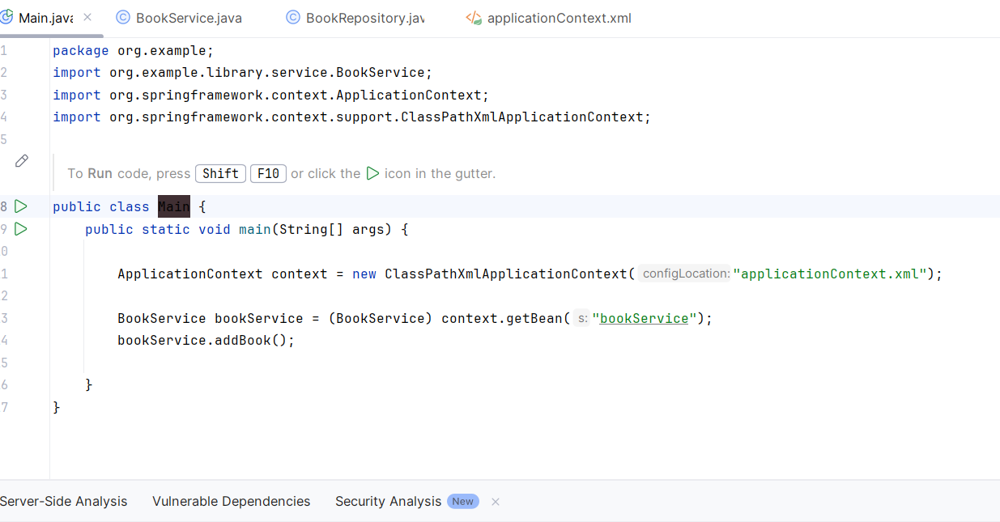 Main.java BookService.java BookRepository.jav applicationContext.xml
1 package org.example;
2 import org.example.library.service.BookService;
3 import org.springframework.context.ApplicationContext;
4 import org.springframework.context.support.ClassPathXmlApplicationContext;
5
To Run code, press Shift F10 or click the icon in the gutter.
8 public class Main {
9 public static void main(String[] args) {
0
1 ApplicationContext context = new ClassPathXmlApplicationContext( configLocation: "applicationContext.xml");
2
3 BookService bookService = (BookService) context.getBean( s: "bookService");
4 bookService.addBook();
5
6 }
7 }
Server-Side Analysis Vulnerable Dependencies Security Analysis New